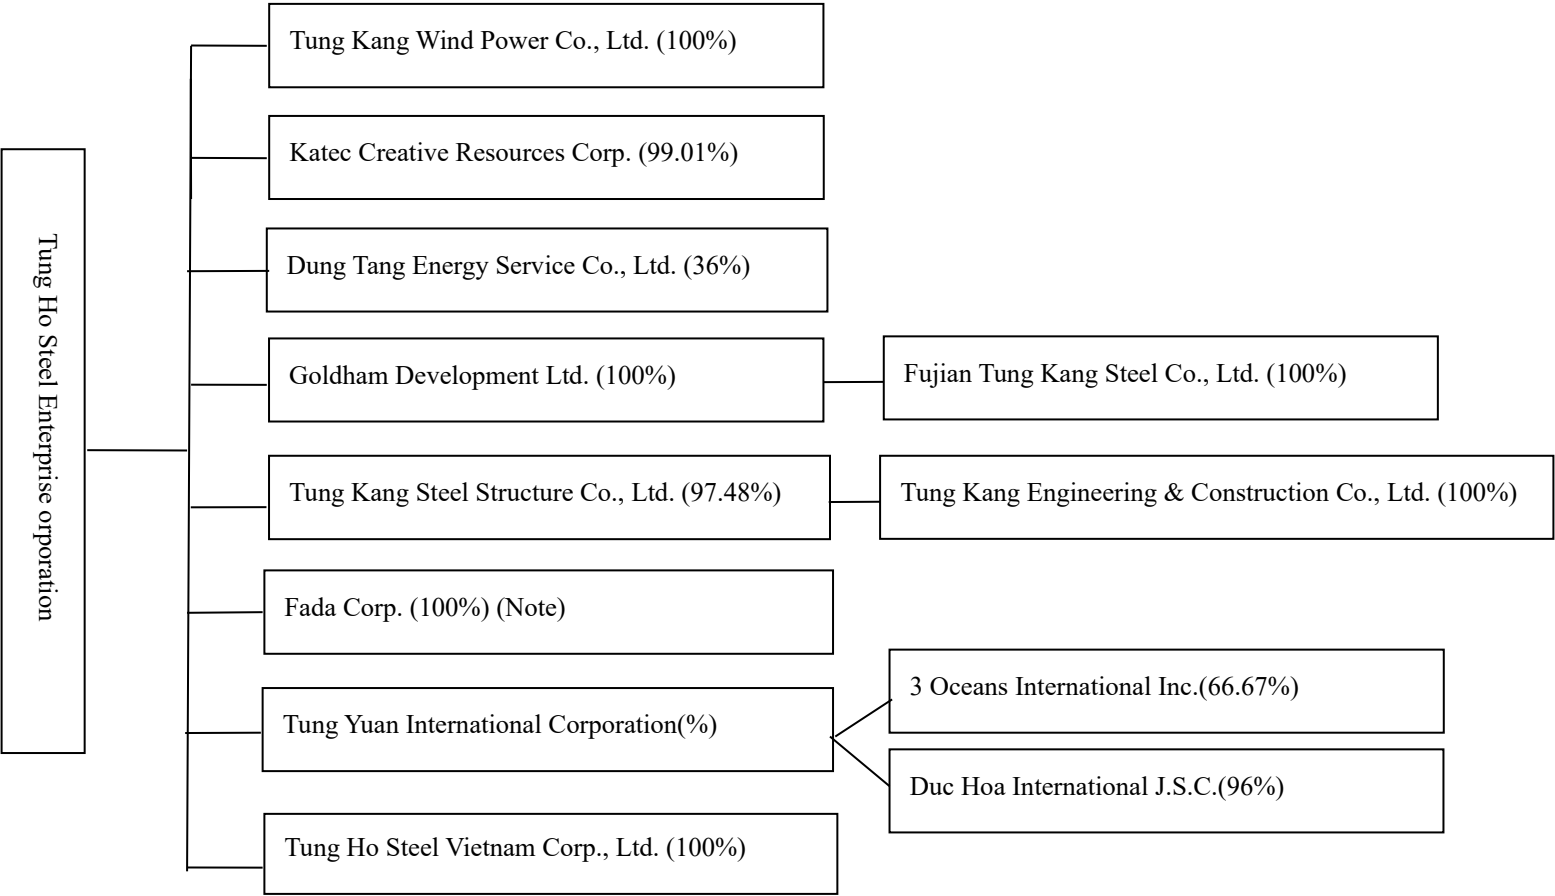 Tung Ho Steel Enterprise orporation
Tung Kang Wind Power Co., Ltd. (100%)
Katec Creative Resources Corp. (99.01%)
Dung Tang Energy Service Co., Ltd. (36%)
Goldham Development Ltd. (100%)
Fujian Tung Kang Steel Co., Ltd. (100%)
Tung Kang Steel Structure Co., Ltd. (97.48%)
Tung Kang Engineering & Construction Co., Ltd. (100%)
Fada Corp. (100%) (Note)
Tung Yuan International Corporation(%)
3 Oceans International Inc.(66.67%)
Duc Hoa International J.S.C.(96%)
Tung Ho Steel Vietnam Corp., Ltd. (100%)